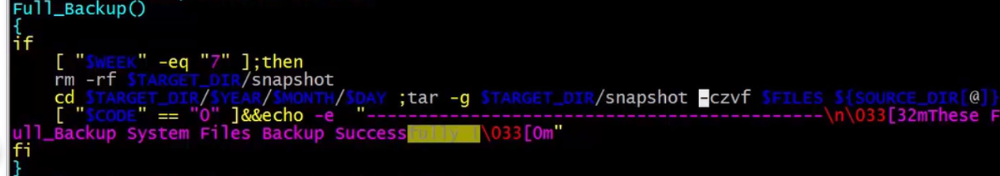 Full_Backup()
{
if
[ "$WEEK" -eq "7" ];then
rm -rf $TARGET_DIR/snapshot
cd $TARGET_DIR/$YEAR/$MONTH/$DAY ;tar -g $TARGET_DIR/snapshot -czvf $FILES ${SOURCE_DIR[@]}
[ "$CODE" == "0" ]&&echo -e "--------------------------------------------\n\033[32mThese F
ull_Backup System Files Backup Successfully !\033[0m"
fi
}